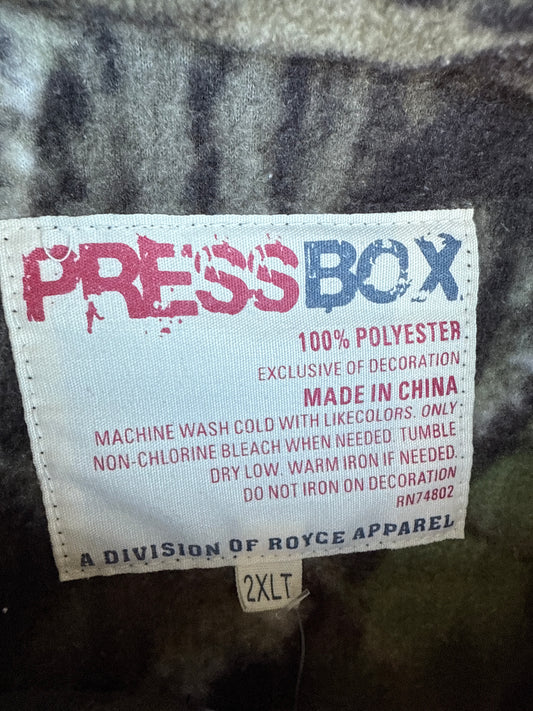 PRESSBOX
100% POLYESTER
EXCLUSIVE OF DECORATION
MADE IN CHINA
MACHINE WASH COLD WITH LIKECOLORS. ONLY
NON-CHLORINE BLEACH WHEN NEEDED. TUMBLE
DRY LOW. WARM IRON IF NEEDED.
DO NOT IRON ON DECORATION
RN74802
A DIVISION OF ROYCE APPAREL
2XLT